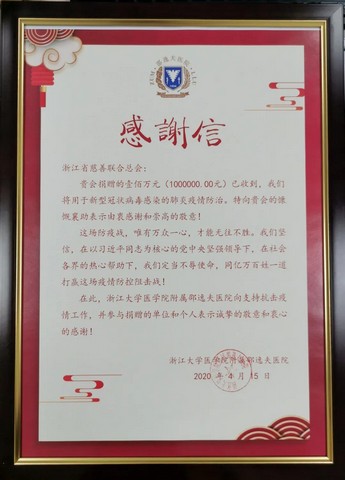 感謝信
浙江省慈善联合总会：
贵会捐赠的壹佰万元（1000000.00元）已收到，我们
将用于新型冠状病毒感染的肺炎疫情防治。特向贵会的慷
慨襄助表示由衷感谢和崇高的敬意！
这场防疫战，唯有万众一心，才能无往不胜。我们坚
信，在以习近平同志为核心的党中央坚强领导下，在社会
各界的热心帮助下，我们定当不辱使命，同亿万百姓一道
打赢这场疫情防控阻击战！
在此，浙江大学医学院附属邵逸夫医院向支持抗击疫
情工作，并参与捐赠的单位和个人表示诚挚的敬意和衷心
的感谢！
浙江大学医学院附属邵逸夫医院
2020 年 4 月 15 日